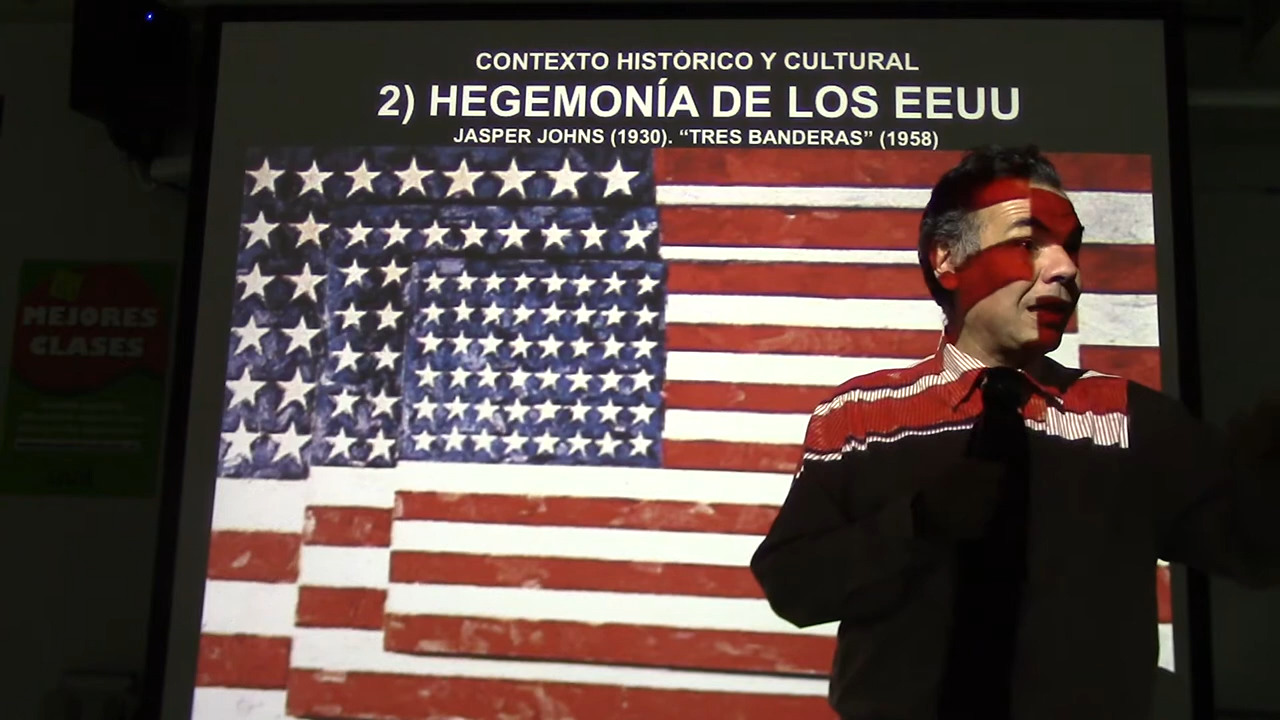 CONTEXTO HISTÓRICO Y CULTURAL
2) HEGEMONÍA DE LOS EEUU
JASPER JOHNS (1930). “TRES BANDERAS” (1958)
MEJORES
CLASES